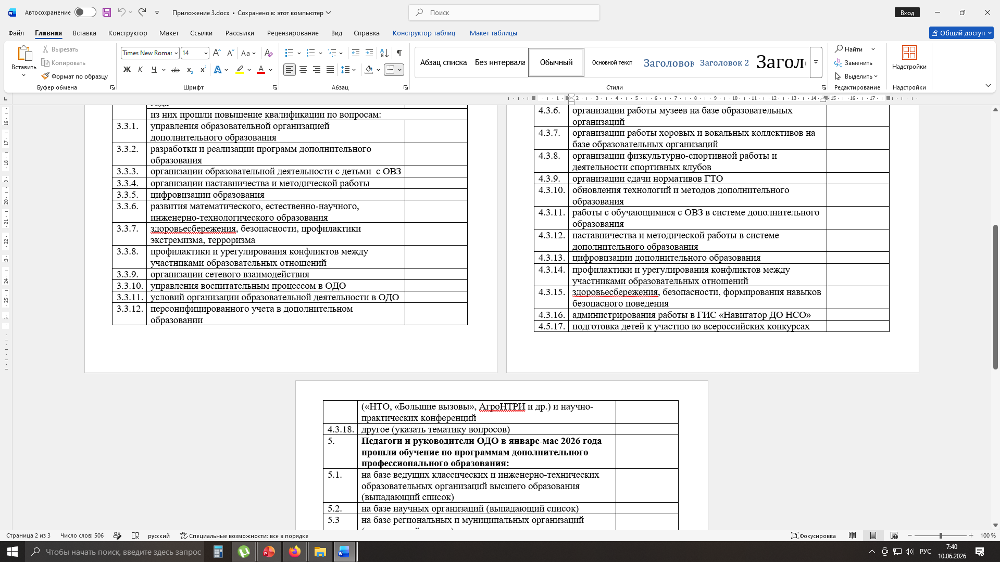 Автосохранение
Приложение 3.docx • Сохранено в: этот компьютер
Поиск
Вход
Файл Главная Вставка Конструктор Макет Ссылки Рассылки Рецензирование Вид Справка Конструктор таблиц Макет таблицы
Общий доступ
Вставить
Вырезать
Копировать
Формат по образцу
Буфер обмена
Times New Roman 14
Шрифт
Абзац
Абзац списка
Без интервала
Обычный
Основной текст
Заголовок
Заголовок 2
Загол
Стили
Найти
Заменить
Выделить
Редактирование
Надстройки
Надстройки
из них прошли повышение квалификации по вопросам:
3.3.1. управления образовательной организацией
дополнительного образования
3.3.2. разработки и реализации программ дополнительного
образования
3.3.3. организации образовательной деятельности с детьми с ОВЗ
3.3.4. организации наставничества и методической работы
3.3.5. цифровизации образования
3.3.6. развития математического, естественно-научного,
инженерно-технологического образования
3.3.7. здоровьесбережения, безопасности, профилактики
экстремизма, терроризма
3.3.8. профилактики и урегулирования конфликтов между
участниками образовательных отношений
3.3.9. организации сетевого взаимодействия
3.3.10. управления воспитательным процессом в ОДО
3.3.11. условий организации образовательной деятельности в ОДО
3.3.12. персонифицированного учета в дополнительном
образовании
4.3.6. организации работы музеев на базе образовательных
организаций
4.3.7. организации работы хоровых и вокальных коллективов на
базе образовательных организаций
4.3.8. организации физкультурно-спортивной работы и
деятельности спортивных клубов
4.3.9. организации сдачи нормативов ГТО
4.3.10. обновления технологий и методов дополнительного
образования
4.3.11. работы с обучающимися с ОВЗ в системе дополнительного
образования
4.3.12. наставничества и методической работы в системе
дополнительного образования
4.3.13. цифровизации дополнительного образования
4.3.14. профилактики и урегулирования конфликтов между
участниками образовательных отношений
4.3.15. здоровьесбережения, безопасности, формирования навыков
безопасного поведения
4.3.16. администрирования работы в ГИС «Навигатор ДО НСО»
4.5.17. подготовка детей к участию во всероссийских конкурсах
(«НТО, «Большие вызовы», АгроНТРИ и др.) и научно-
практических конференций
4.3.18. другое (указать тематику вопросов)
5. Педагоги и руководители ОДО в январе-мае 2026 года
прошли обучение по программам дополнительного
профессионального образования:
5.1. на базе ведущих классических и инженерно-технических
образовательных организаций высшего образования
(выпадающий список)
5.2. на базе научных организаций (выпадающий список)
5.3 на базе региональных и муниципальных организаций
Страница 2 из 3 Число слов: 506 русский Специальные возможности: все в порядке
Фокусировка
100 %
Чтобы начать поиск, введите здесь запрос
РУС
7:40
10.06.2026